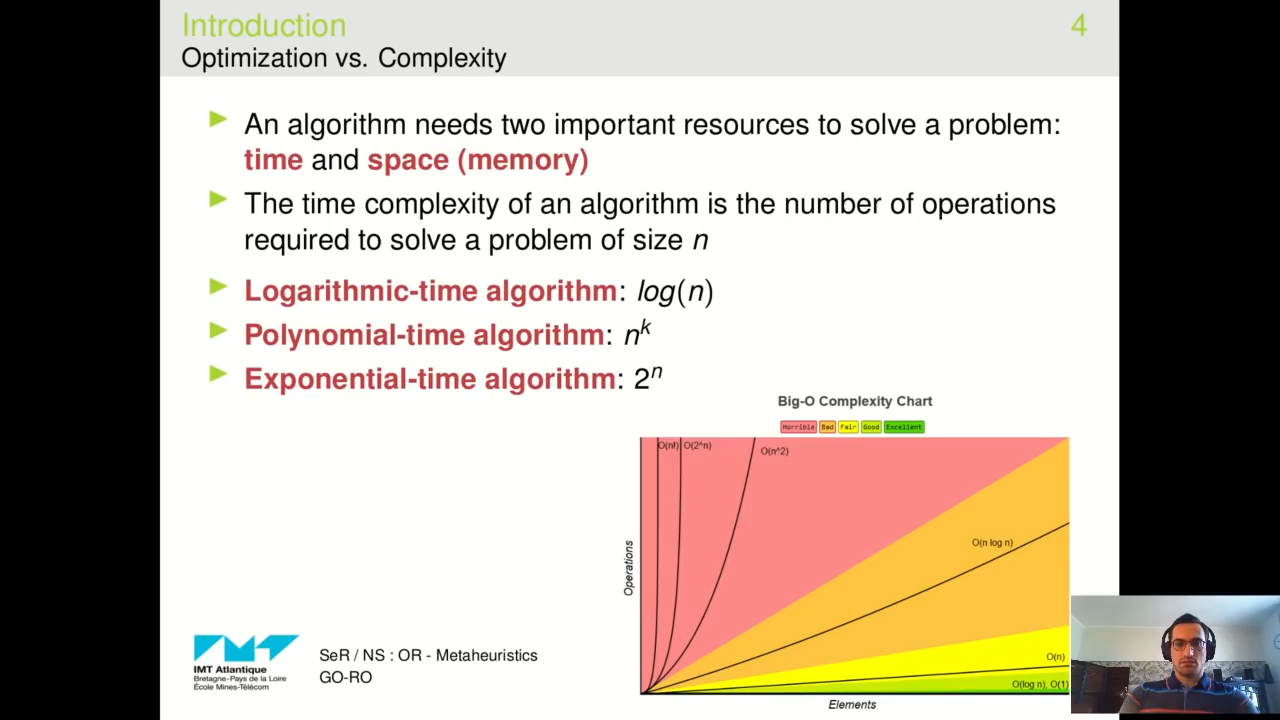 Introduction
4
Optimization vs. Complexity
An algorithm needs two important resources to solve a problem:
time and space (memory)
The time complexity of an algorithm is the number of operations
required to solve a problem of size n
Logarithmic-time algorithm: log(n)
Polynomial-time algorithm: n^k
Exponential-time algorithm: 2^n
Big-O Complexity Chart
Horrible Bad Fair Good Excellent
O(n!) O(2^n) O(n^2)
O(n log n)
O(n)
O(log n), O(1)
Operations
Elements
IMT Atlantique
Bretagne-Pays de la Loire
École Mines-Télécom
SeR / NS : OR - Metaheuristics
GO-RO